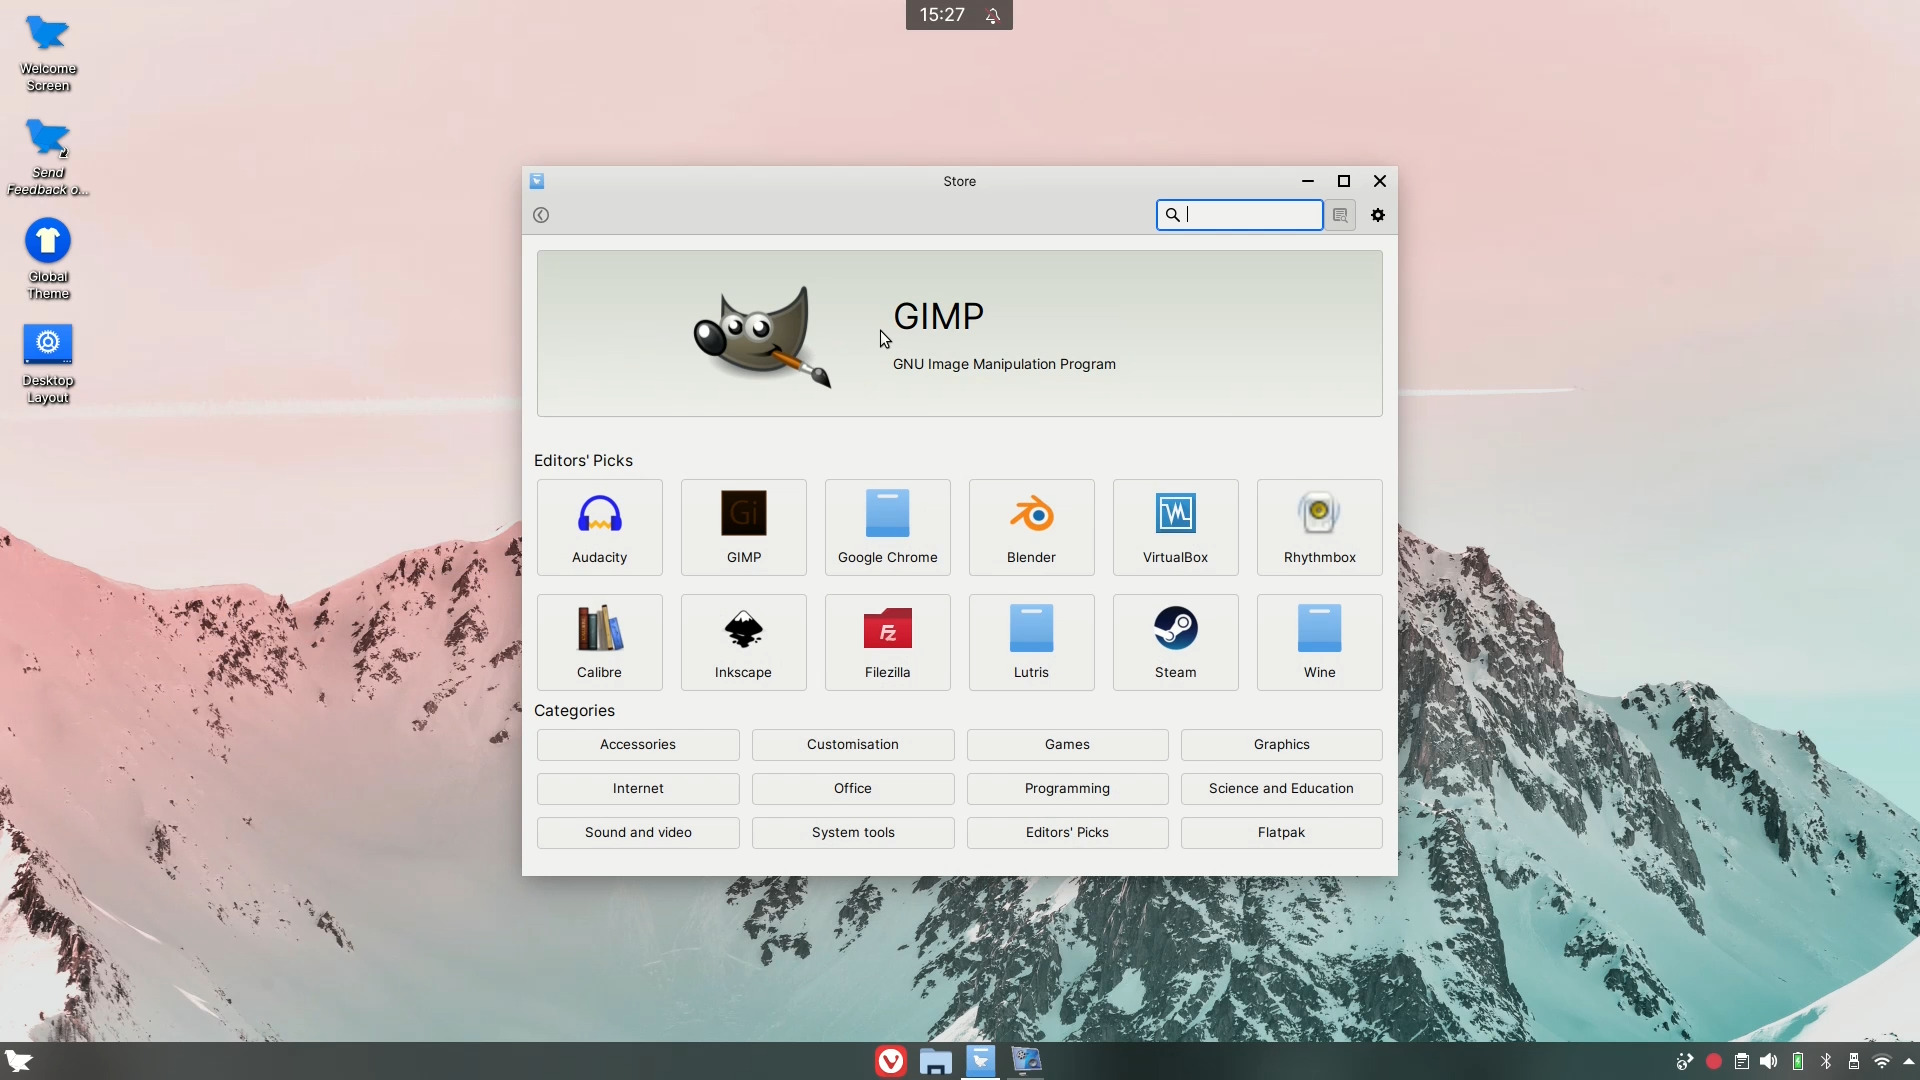 15:27
Welcome
Screen
Send
Feedback o...
Global
Theme
Desktop
Layout
Store
GIMP
GNU Image Manipulation Program
Editors' Picks
Audacity
Gi
GIMP
Google Chrome
Blender
VirtualBox
Rhythmbox
Calibre
Inkscape
Fz
Filezilla
Lutris
Steam
Wine
Categories
Accessories
Customisation
Games
Graphics
Internet
Office
Programming
Science and Education
Sound and video
System tools
Editors' Picks
Flatpak